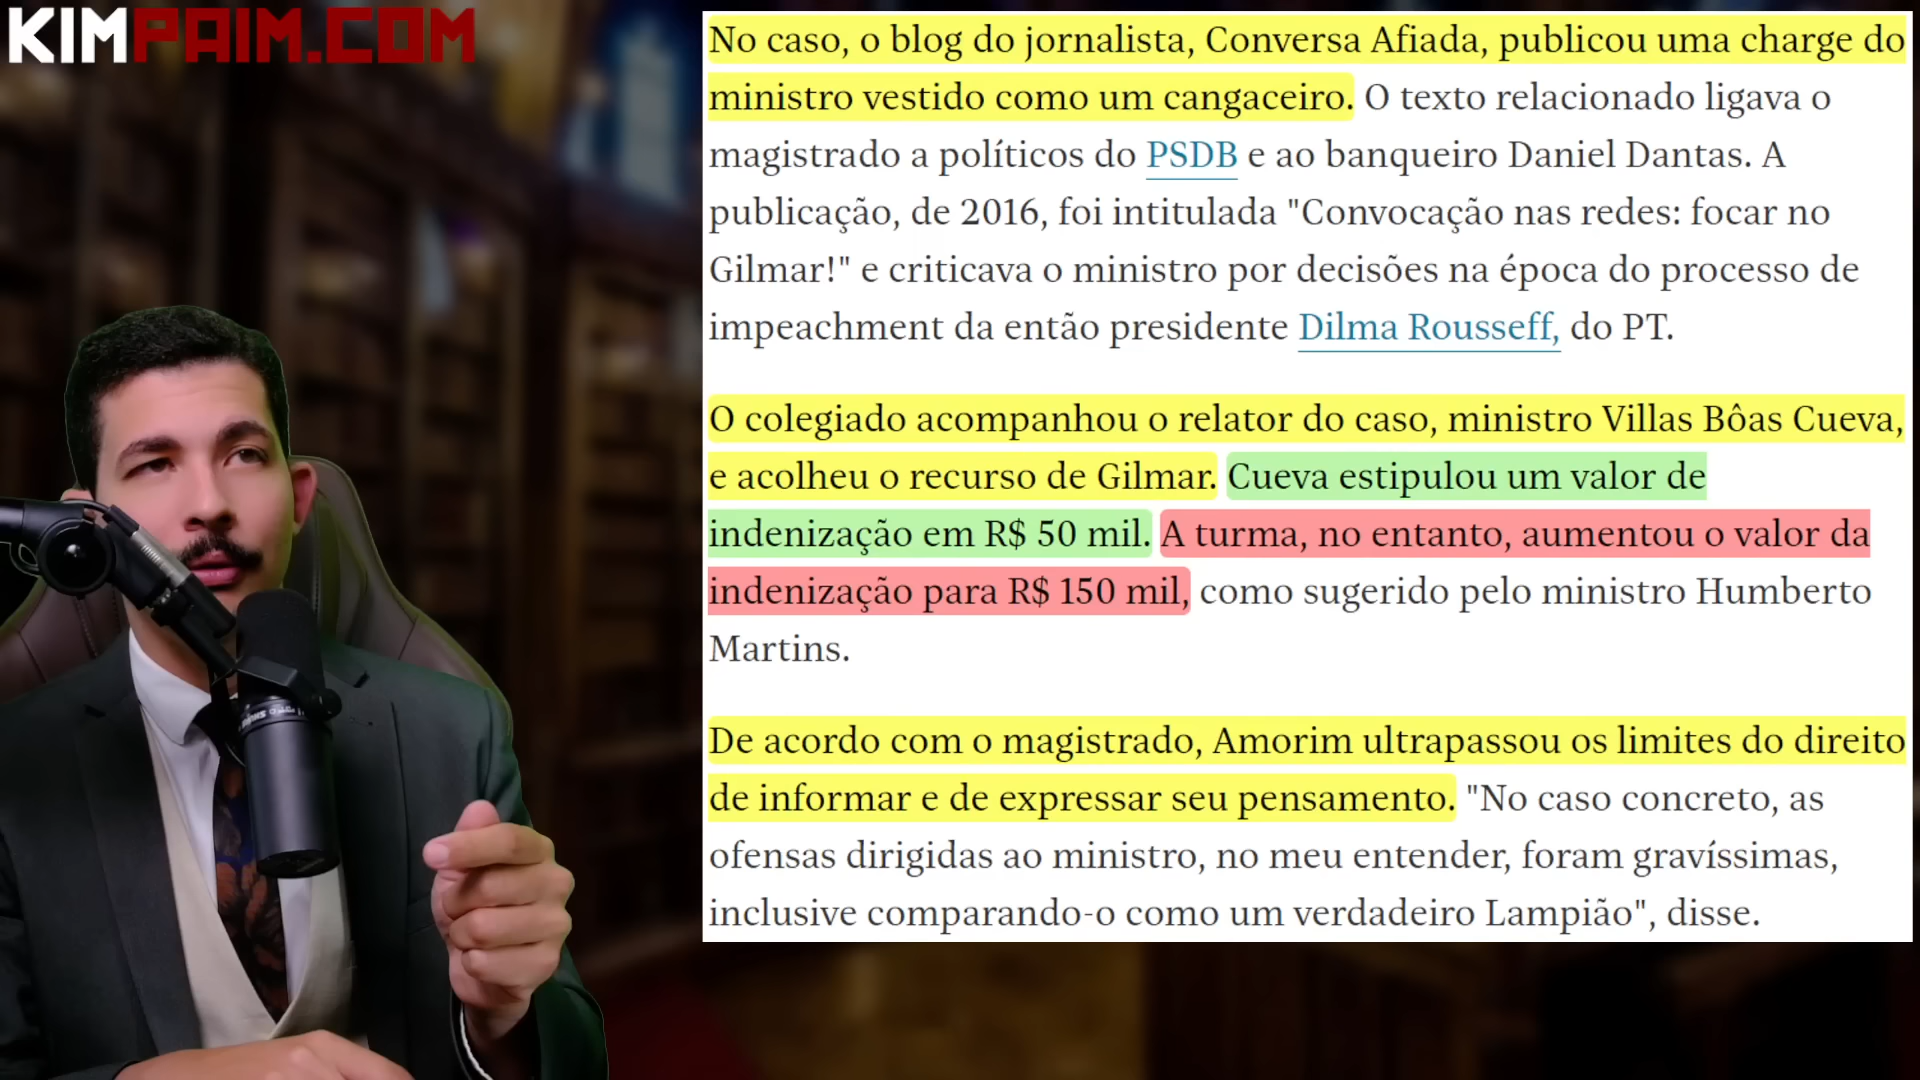 KIMPAIM.COM
No caso, o blog do jornalista, Conversa Afiada, publicou uma charge do
ministro vestido como um cangaceiro. O texto relacionado ligava o
magistrado a políticos do PSDB e ao banqueiro Daniel Dantas. A
publicação, de 2016, foi intitulada "Convocação nas redes: focar no
Gilmar!" e criticava o ministro por decisões na época do processo de
impeachment da então presidente Dilma Rousseff, do PT.
O colegiado acompanhou o relator do caso, ministro Villas Bôas Cueva,
e acolheu o recurso de Gilmar. Cueva estipulou um valor de
indenização em R$ 50 mil. A turma, no entanto, aumentou o valor da
indenização para R$ 150 mil, como sugerido pelo ministro Humberto
Martins.
De acordo com o magistrado, Amorim ultrapassou os limites do direito
de informar e de expressar seu pensamento. "No caso concreto, as
ofensas dirigidas ao ministro, no meu entender, foram gravíssimas,
inclusive comparando-o como um verdadeiro Lampião", disse.